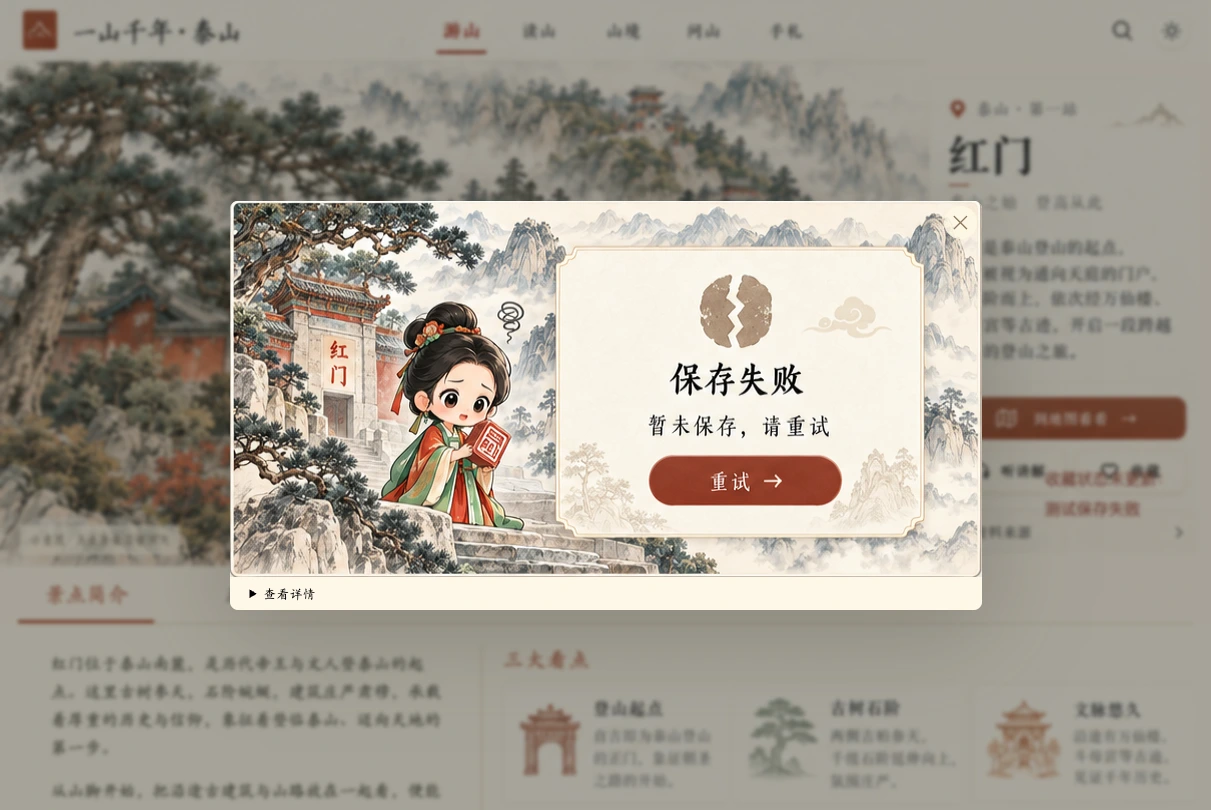 一山千年·泰山
游山
读山
山境
问山
手札
泰山·第一站
红门
之始 登高从此
是泰山登山的起点，
被视为通向天庭的门户。
阶而上，依次经万仙楼、
宫等古迹，开启一段跨越
的登山之旅。
红
门
保存失败
暂未保存，请重试
重试 →
听讲解
收藏
测试保存失败
▶ 查看详情
景点简介
红门位于泰山南麓，是历代帝王与文人登泰山的起
点。这里古树参天，石阶蜿蜒，建筑庄严肃穆，承载
着厚重的历史与信仰，象征着登临泰山、迈向天地的
第一步。
从山脚开始，把沿途古建筑与山路放在一起看，便能
三大看点
登山起点
自古即为泰山登山
的正门，象征朝圣
之路的开始。
古树石阶
两侧古柏参天，
千级石阶延伸向上，
氛围庄严。
文脉悠久
沿途有万仙楼、
斗母宫等古迹，
见证千年历史。